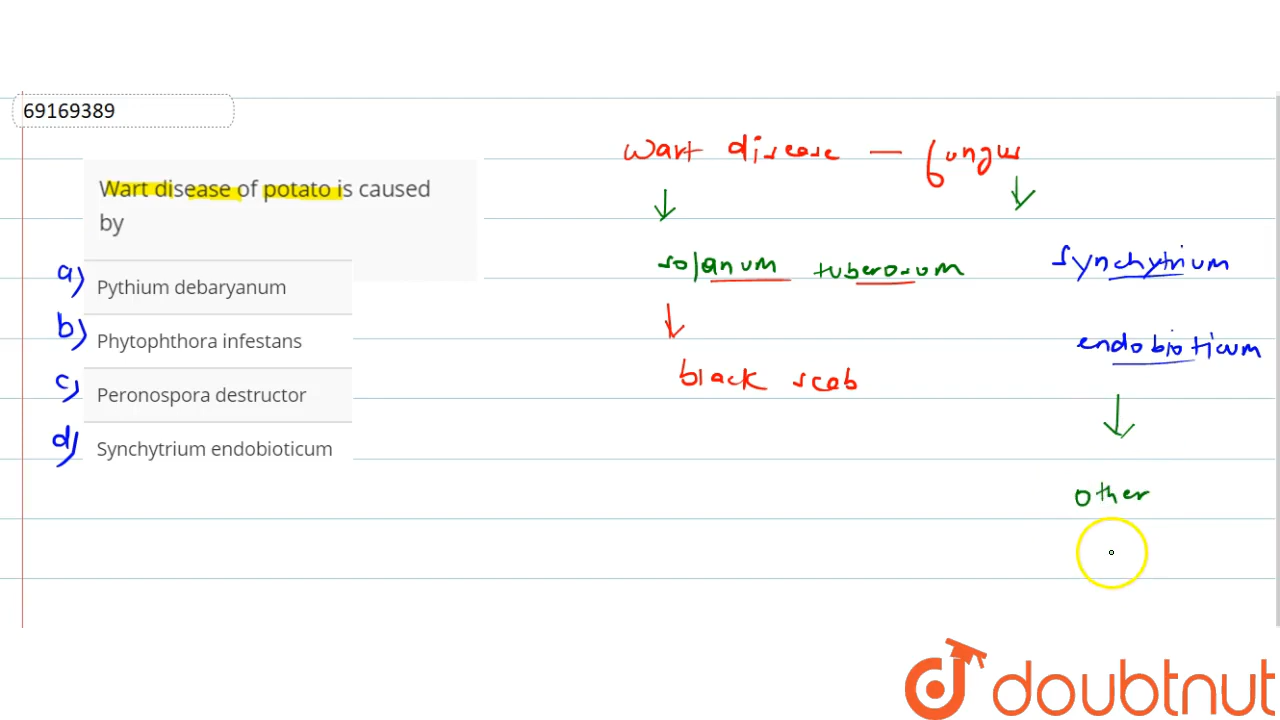 69169389
Wart disease of potato is caused
by
a) Pythium debaryanum
b) Phytophthora infestans
c) Peronospora destructor
d) Synchytrium endobioticum
Wart disease — fungus
solanum tuberosum
black scab
Synchytrium
endobioticum
other
doubtnut